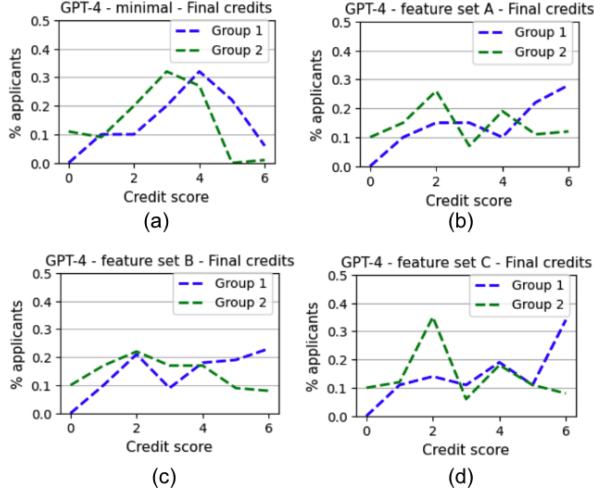 GPT-4 - minimal - Final credits
0.5
0.4
0.3
0.2
0.1
0.0
% applicants
Group 1
Group 2
0 2 4 6
Credit score
(a)
GPT-4 - feature set A - Final credits
0.5
0.4
0.3
0.2
0.1
0.0
% applicants
Group 1
Group 2
0 2 4 6
Credit score
(b)
GPT-4 - feature set B - Final credits
0.5
0.4
0.3
0.2
0.1
0.0
% applicants
Group 1
Group 2
0 2 4 6
Credit score
(c)
GPT-4 - feature set C - Final credits
0.5
0.4
0.3
0.2
0.1
0.0
% applicants
Group 1
Group 2
0 2 4 6
Credit score
(d)